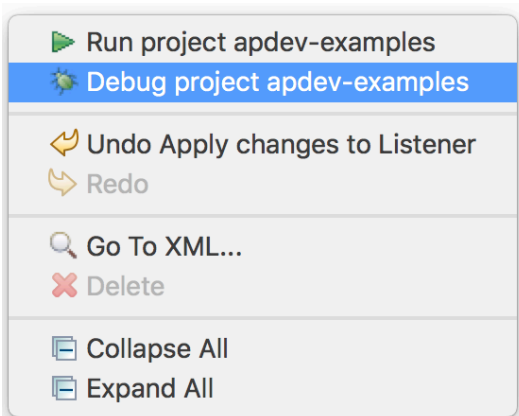 Run project apdev-examples
Debug project apdev-examples
Undo Apply changes to Listener
Redo
Go To XML...
Delete
Collapse All
Expand All